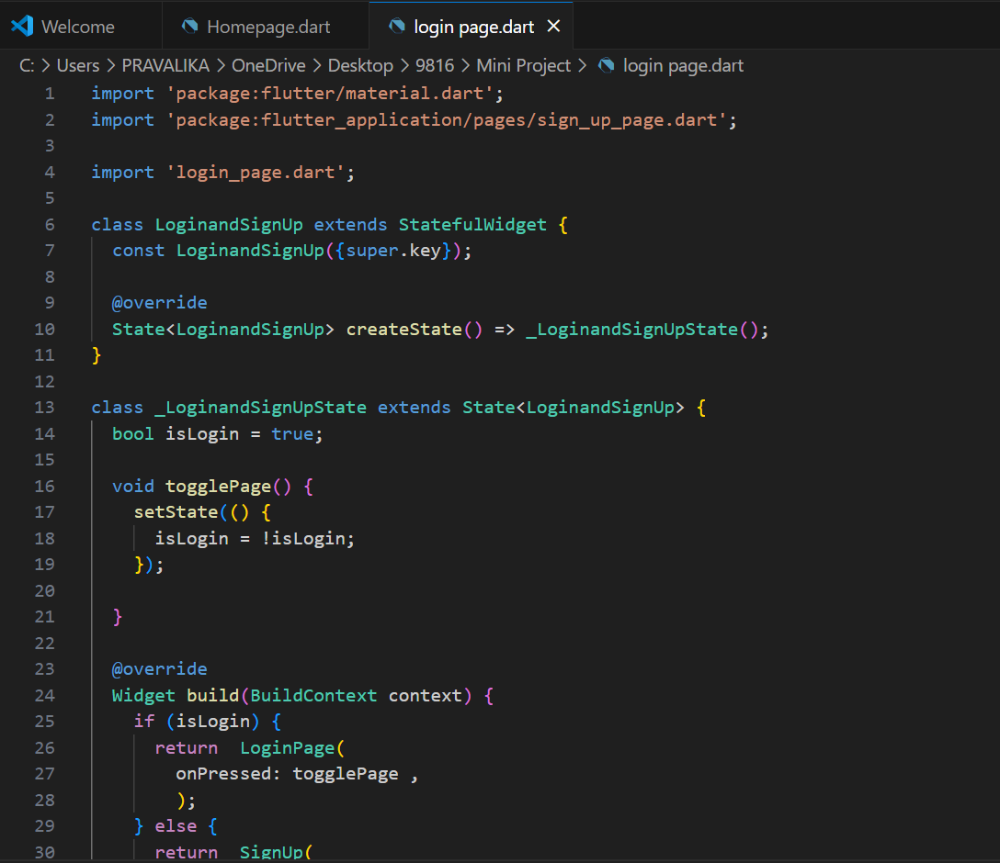 Welcome Homepage.dart login page.dart
C: > Users > PRAVALIKA > OneDrive > Desktop > 9816 > Mini Project > login page.dart
1 import 'package:flutter/material.dart';
2 import 'package:flutter_application/pages/sign_up_page.dart';
3
4 import 'login_page.dart';
5
6 class LoginandSignUp extends StatefulWidget {
7 const LoginandSignUp({super.key});
8
9 @override
10 State<LoginandSignUp> createState() => _LoginandSignUpState();
11 }
12
13 class _LoginandSignUpState extends State<LoginandSignUp> {
14 bool isLogin = true;
15
16 void togglePage() {
17 setState(() {
18 isLogin = !isLogin;
19 });
20
21 }
22
23 @override
24 Widget build(BuildContext context) {
25 if (isLogin) {
26 return  LoginPage(
27 onPressed: togglePage ,
28 );
29 } else {
30 return  SignUp(